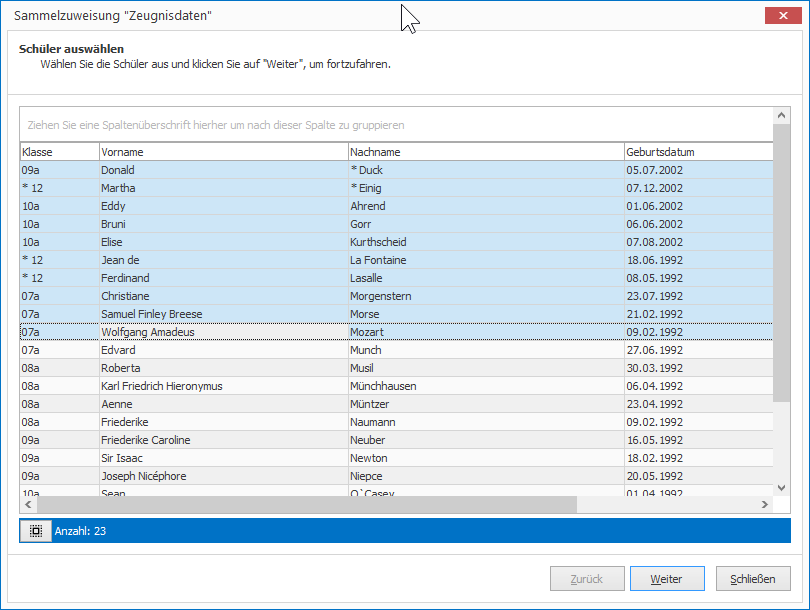 Sammelzuweisung "Zeugnisdaten"
Schüler auswählen
Wählen Sie die Schüler aus und klicken Sie auf "Weiter", um fortzufahren.
Ziehen Sie eine Spaltenüberschrift hierher um nach dieser Spalte zu gruppieren
Klasse Vorname Nachname Geburtsdatum
09a Donald * Duck 05.07.2002
* 12 Martha * Einig 07.12.2002
10a Eddy Ahrend 01.06.2002
10a Bruni Gorr 06.06.2002
10a Elise Kurthscheid 07.08.2002
* 12 Jean de La Fontaine 18.06.1992
* 12 Ferdinand Lasalle 08.05.1992
07a Christiane Morgenstern 23.07.1992
07a Samuel Finley Breese Morse 21.02.1992
07a Wolfgang Amadeus Mozart 09.02.1992
07a Edvard Munch 27.06.1992
08a Roberta Musil 30.03.1992
08a Karl Friedrich Hieronymus Münchhausen 06.04.1992
08a Aenne Müntzer 23.04.1992
08a Friederike Naumann 09.02.1992
09a Friederike Caroline Neuber 16.05.1992
09a Sir Isaac Newton 18.02.1992
09a Joseph Nicéphore Niepce 20.05.1992
10a Sean O`Casey 01.04.1992
Anzahl: 23
Zurück Weiter Schließen